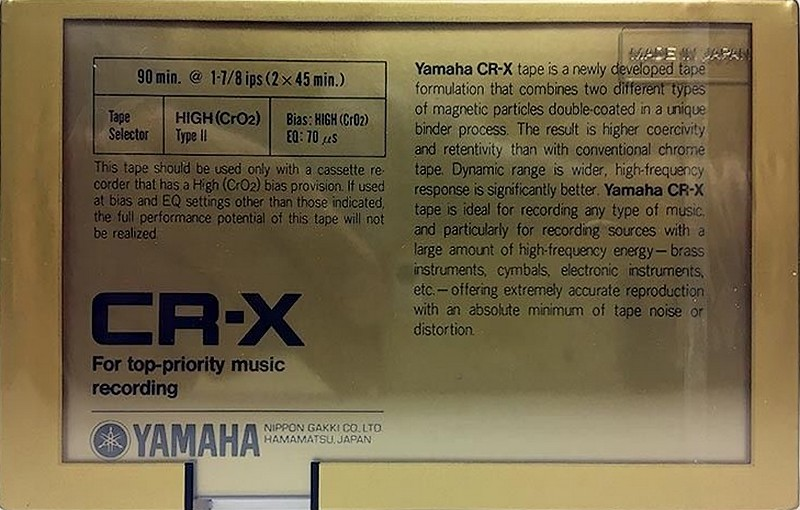 MADE IN JAPAN
90 min. @ 1-7/8 ips (2 × 45 min.)
Tape Selector
HIGH (CrO2) Type II
Bias: HIGH (CrO2) EQ: 70 μs
This tape should be used only with a cassette re-
corder that has a High (CrO2) bias provision. If used
at bias and EQ settings other than those indicated,
the full performance potential of this tape will not
be realized.
CR-X
For top-priority music
recording
YAMAHA
NIPPON GAKKI CO., LTD.
HAMAMATSU, JAPAN
Yamaha CR-X tape is a newly developed tape
formulation that combines two different types
of magnetic particles double-coated in a unique
binder process. The result is higher coercivity
and retentivity than with conventional chrome
tape. Dynamic range is wider, high-frequency
response is significantly better. Yamaha CR-X
tape is ideal for recording any type of music,
and particularly for recording sources with a
large amount of high-frequency energy—brass
instruments, cymbals, electronic instruments,
etc.—offering extremely accurate reproduction
with an absolute minimum of tape noise or
distortion.